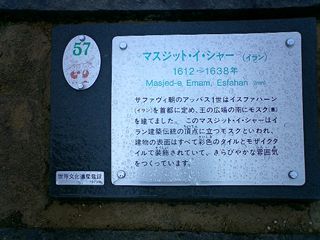 57
マスジット・イ・シャー(イラン)
1612～1638年
Masjed-e Emam, Esfahan
サファヴィ朝のアッバス1世はイスファハーン
(イラン)を首都に定め、王の広場の南にモスク
を建てました。このマスジット・イ・シャーはイ
ラン建築伝統の頂点に立つモスクといわれ、
建物の表面はすべて彩色のタイルとモザイクタ
イルで装飾されていて、きらびやかな雰囲気
をつくっています。
世界文化遺産登録